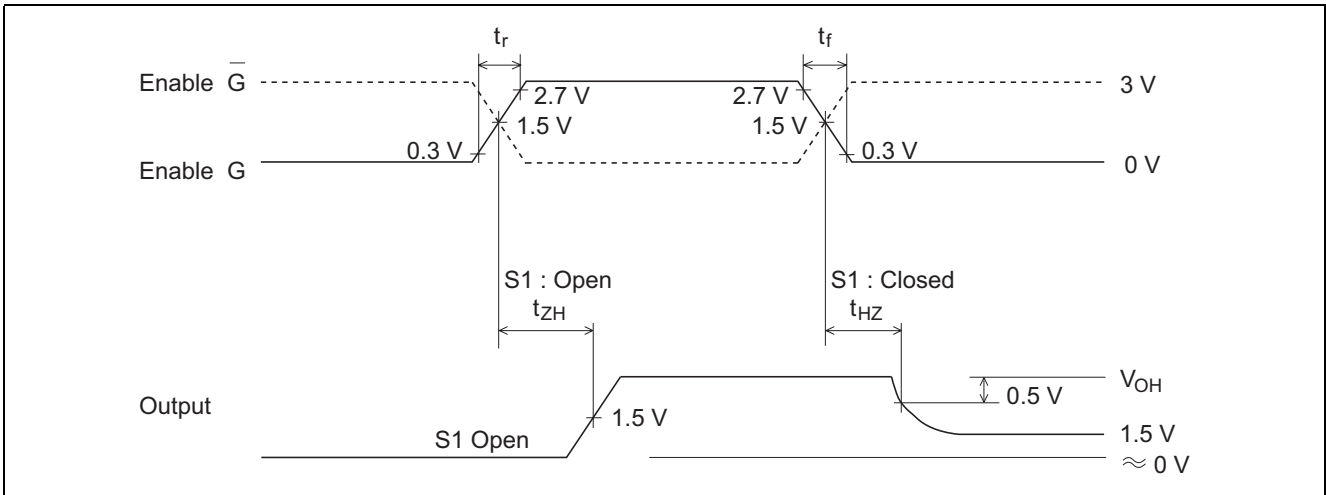 tr
tf
Enable G̅
3 V
2.7 V
2.7 V
1.5 V
1.5 V
0.3 V
0.3 V
Enable G
0 V
S1 : Open
S1 : Closed
tZH
tHZ
VOH
0.5 V
Output
1.5 V
1.5 V
S1 Open
≈ 0 V